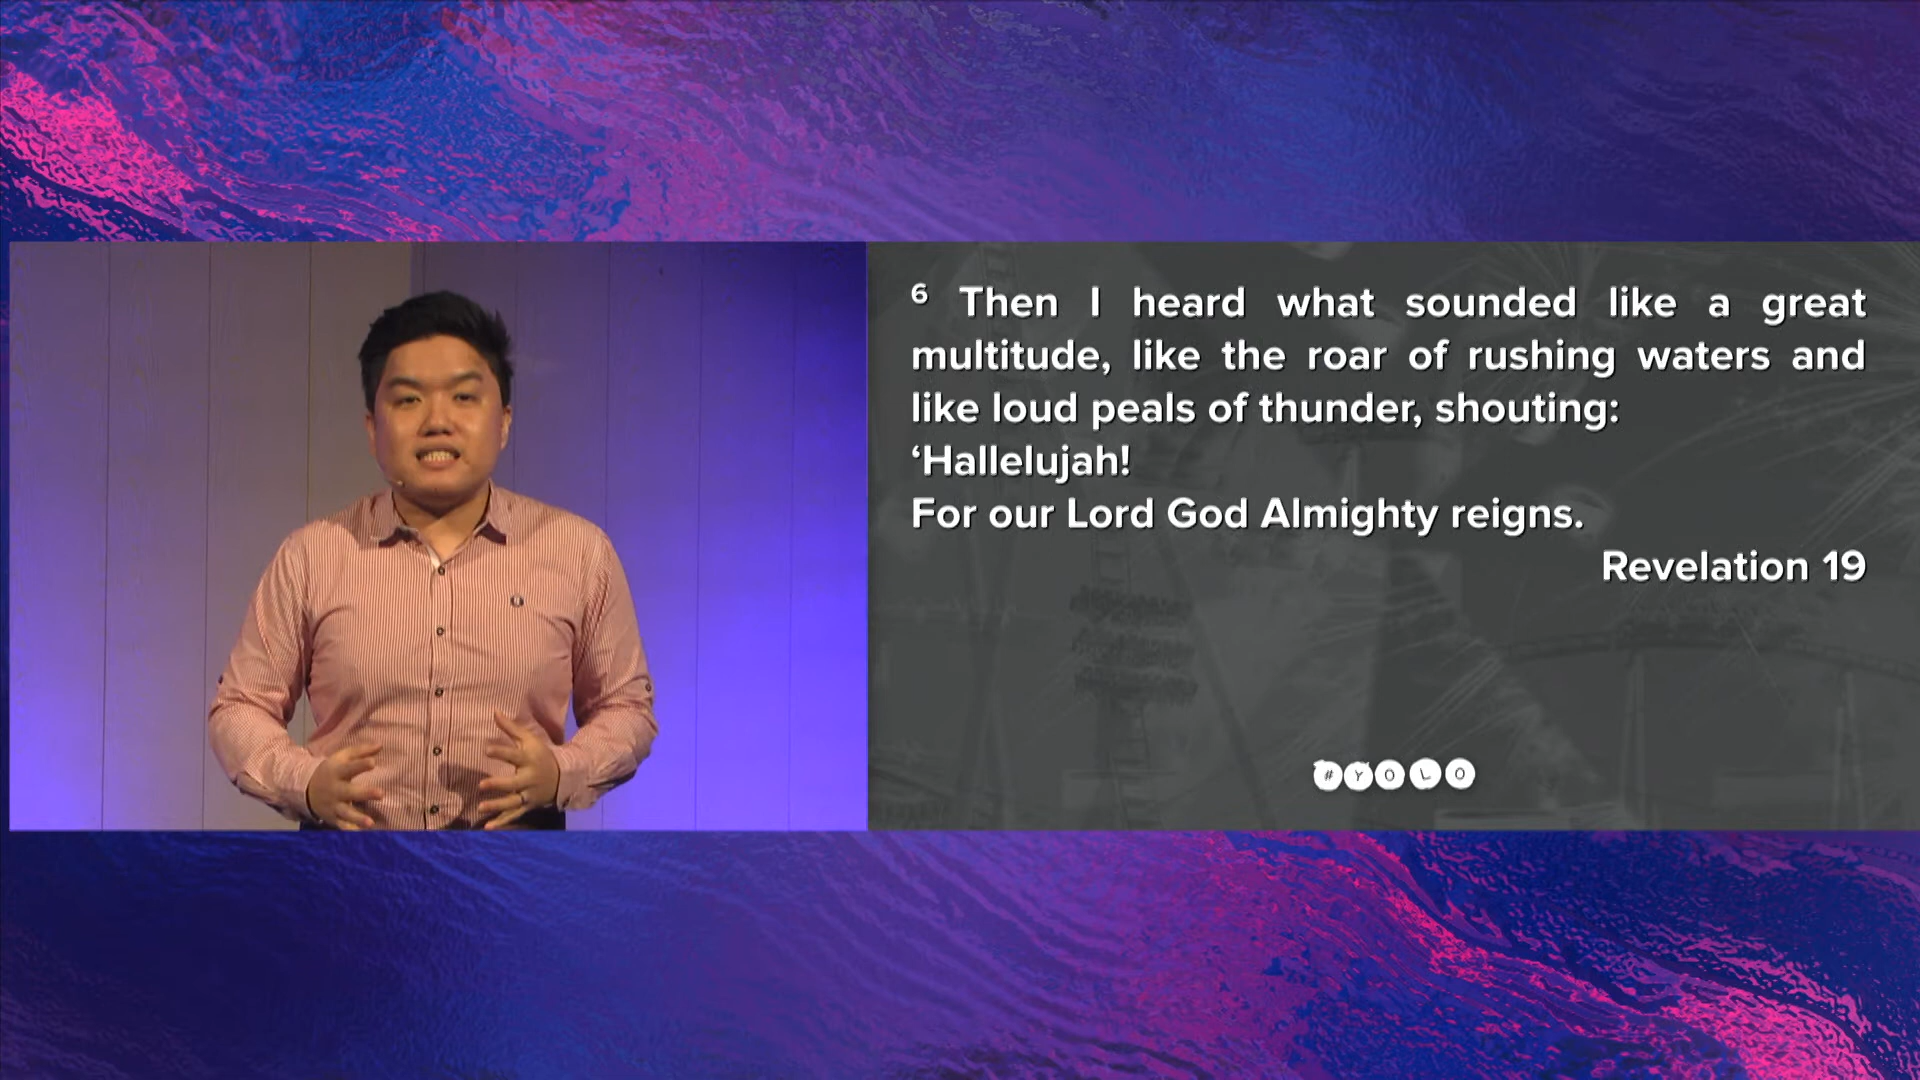 ⁶ Then I heard what sounded like a great
multitude, like the roar of rushing waters and
like loud peals of thunder, shouting:
‘Hallelujah!
For our Lord God Almighty reigns.
Revelation 19
#YOLO